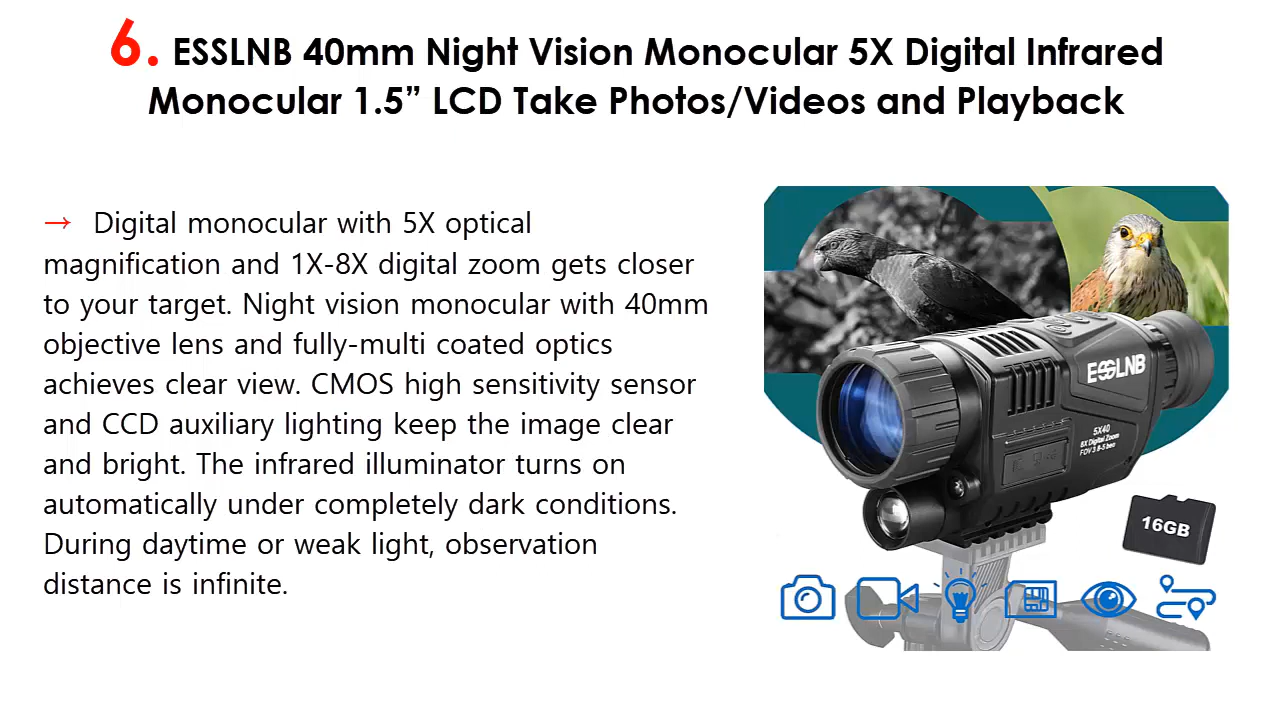 6. ESSLNB 40mm Night Vision Monocular 5X Digital Infrared
Monocular 1.5” LCD Take Photos/Videos and Playback
→ Digital monocular with 5X optical
magnification and 1X-8X digital zoom gets closer
to your target. Night vision monocular with 40mm
objective lens and fully-multi coated optics
achieves clear view. CMOS high sensitivity sensor
and CCD auxiliary lighting keep the image clear
and bright. The infrared illuminator turns on
automatically under completely dark conditions.
During daytime or weak light, observation
distance is infinite.
ESSLNB
5X40
8X Digital Zoom
FOV
16GB